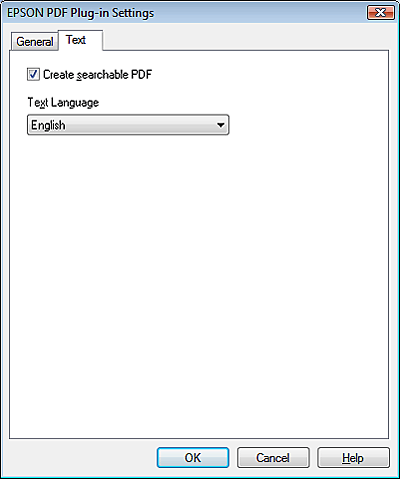 EPSON PDF Plug-in Settings
General Text
Create searchable PDF
Text Language
English
OK Cancel Help